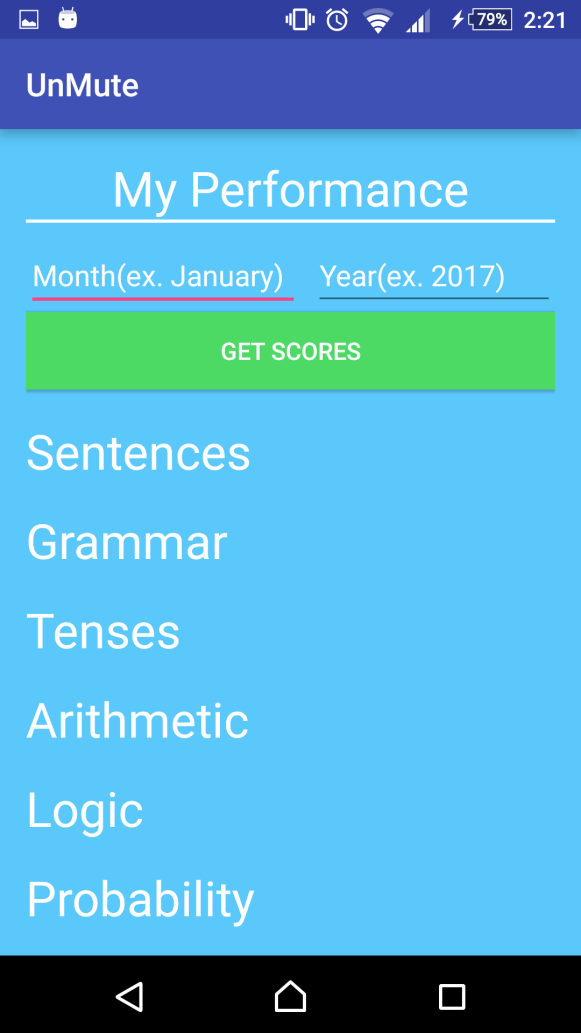 79% 2:21
UnMute
My Performance
Month(ex. January) Year(ex. 2017)
GET SCORES
Sentences
Grammar
Tenses
Arithmetic
Logic
Probability